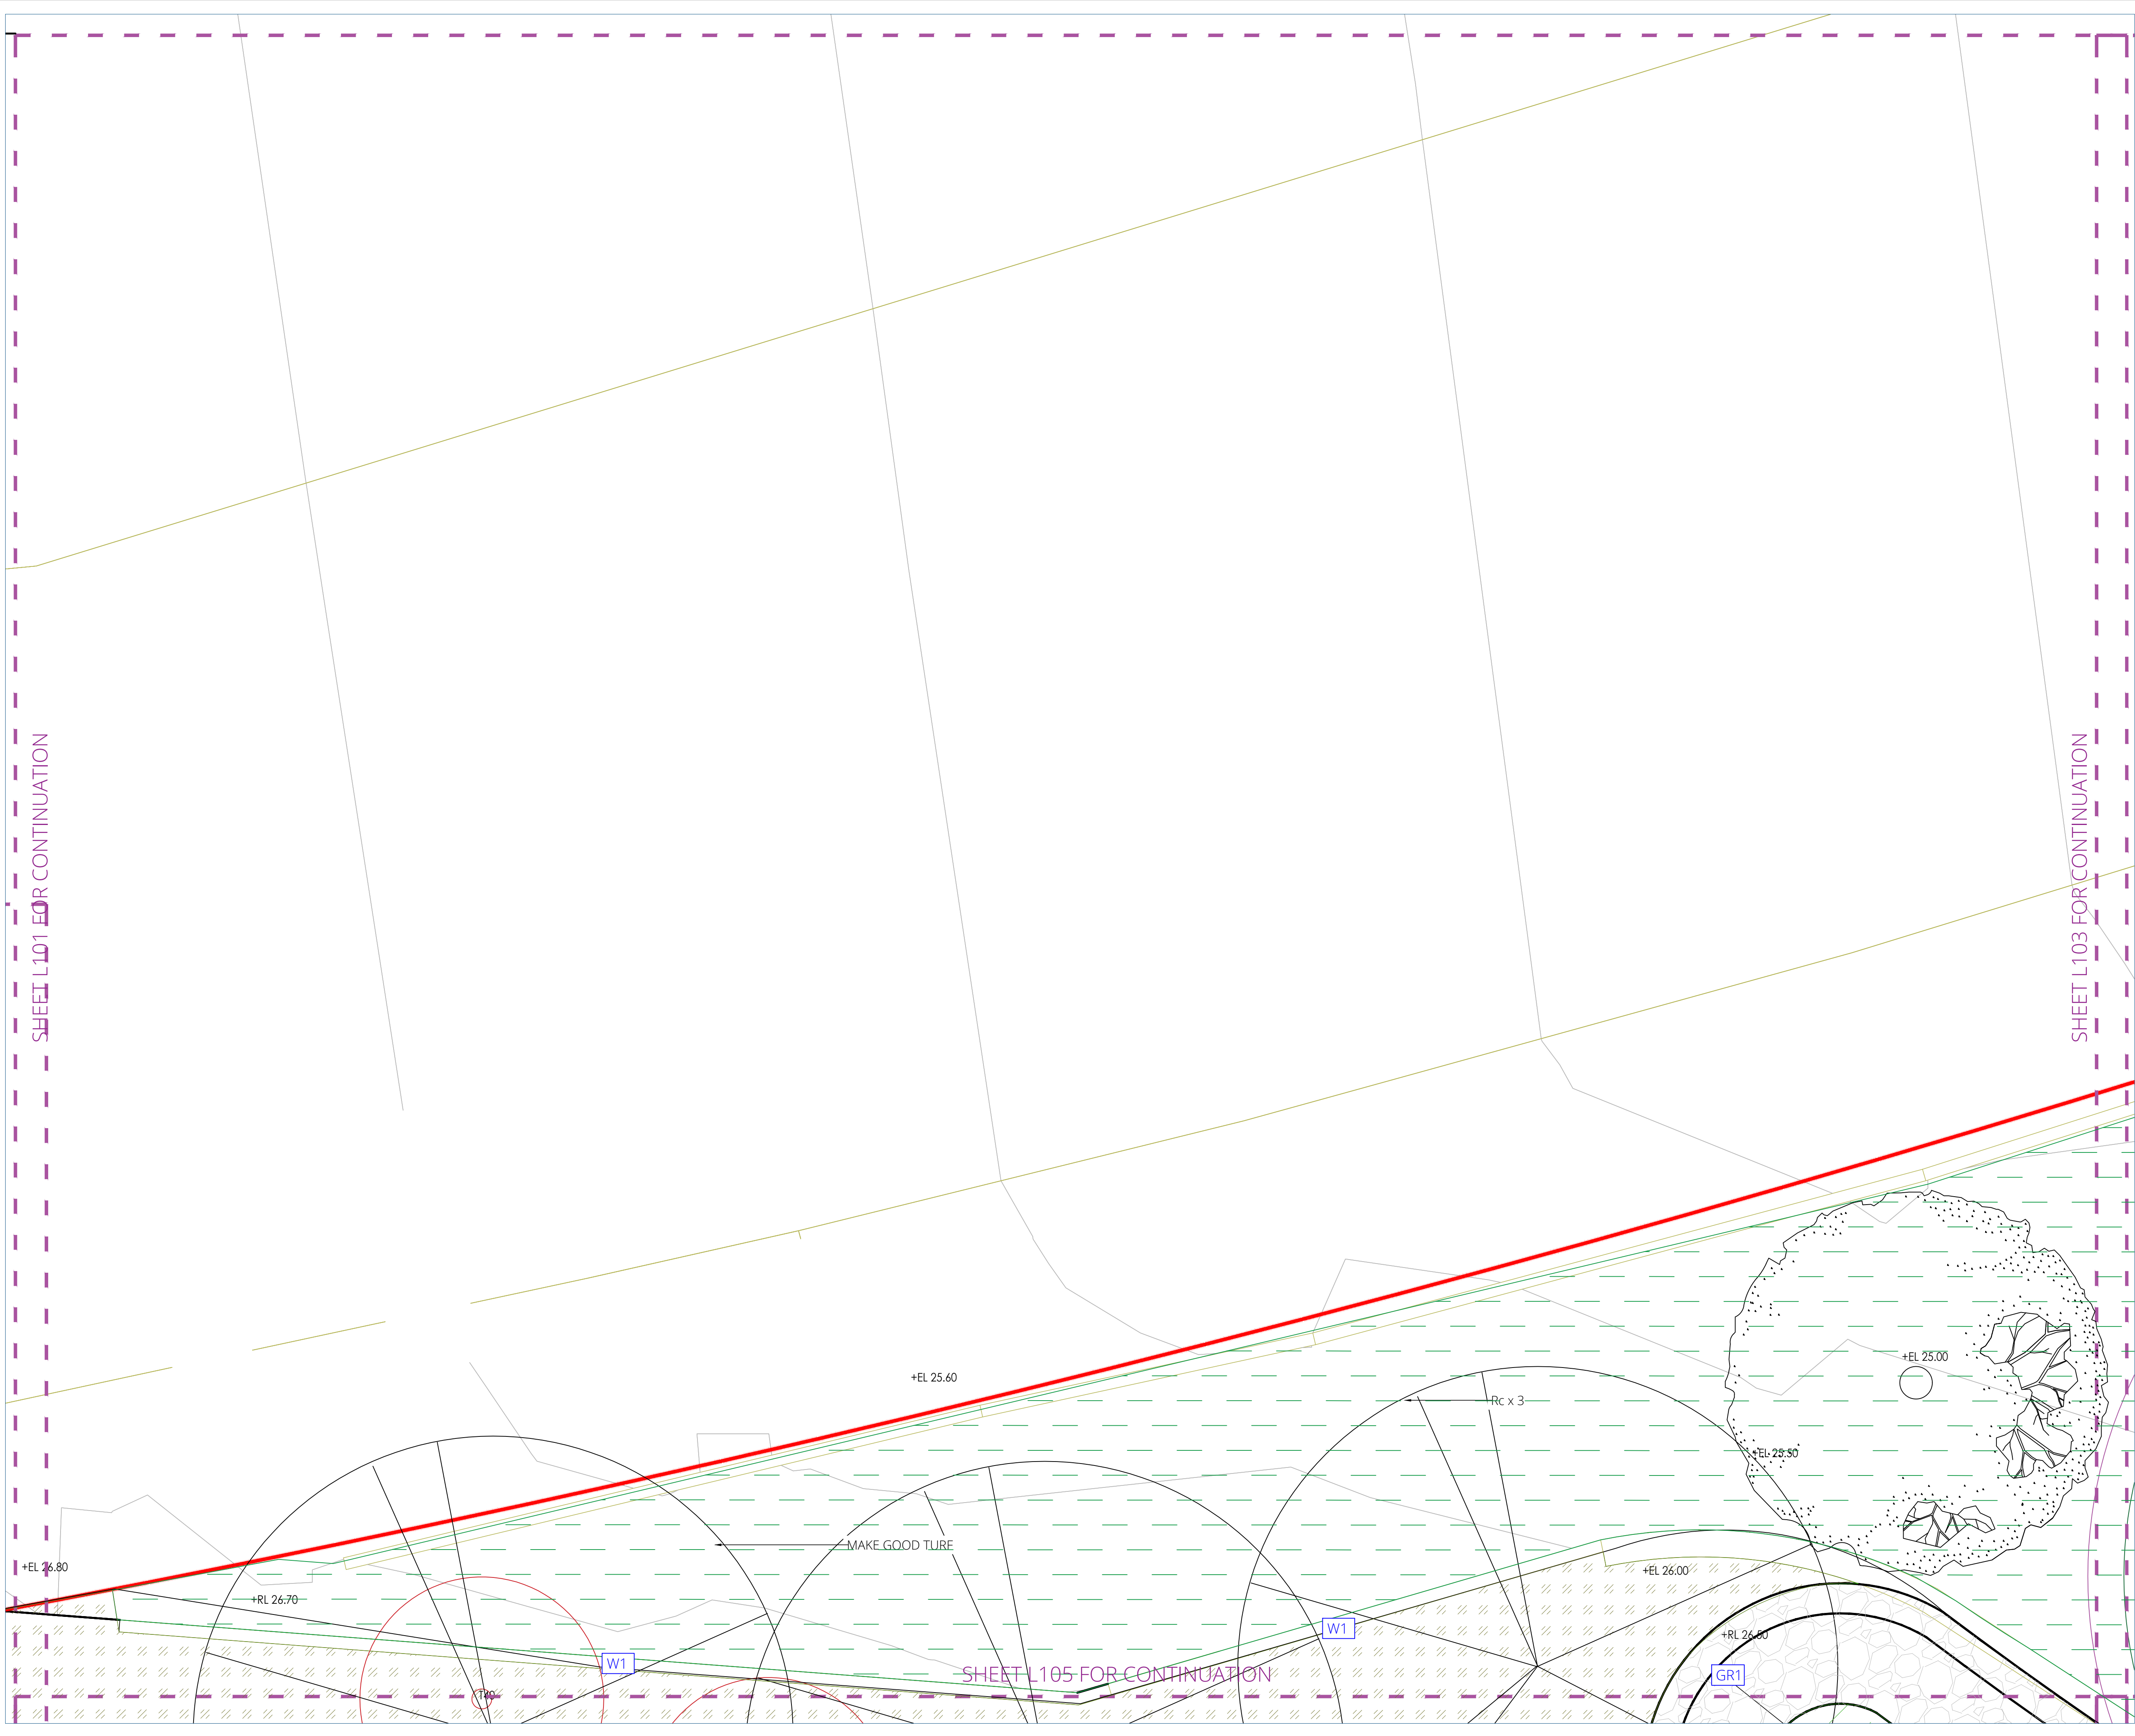 SHEET L101 FOR CONTINUATION
SHEET L103 FOR CONTINUATION
+EL 25.60
+EL 25.00
Rc x 3
+EL 25.50
MAKE GOOD TURF
+EL 26.80
+EL 26.00
+RL 26.70
W1
+RL 26.50
W1
SHEET L105 FOR CONTINUATION
GR1
T40